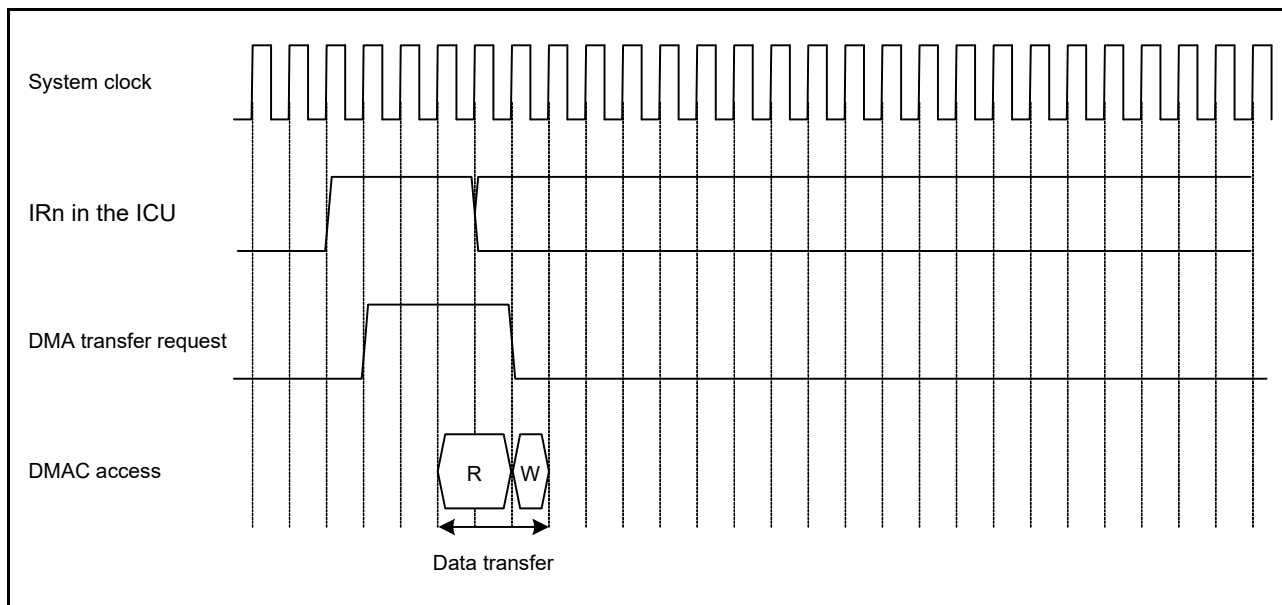 System clock
IRn in the ICU
DMA transfer request
DMAC access
R
W
Data transfer